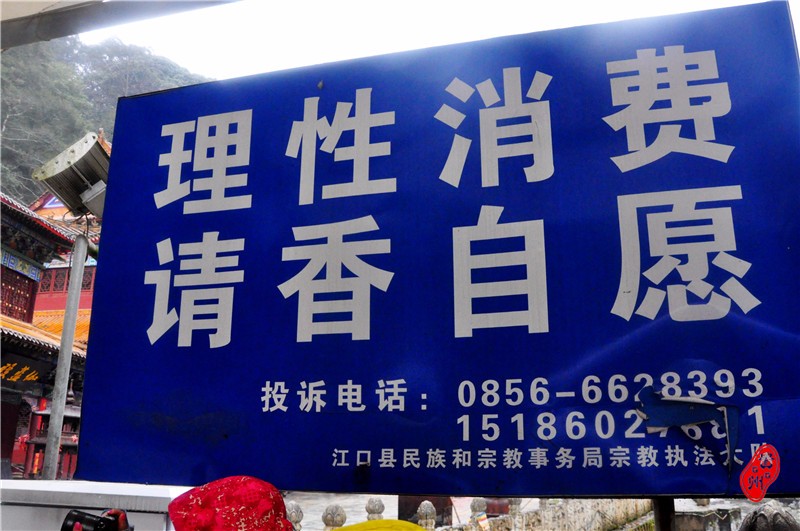 理性消费
请香自愿
投诉电话：0856-6628393
江口县民族和宗教事务局宗教执法大队